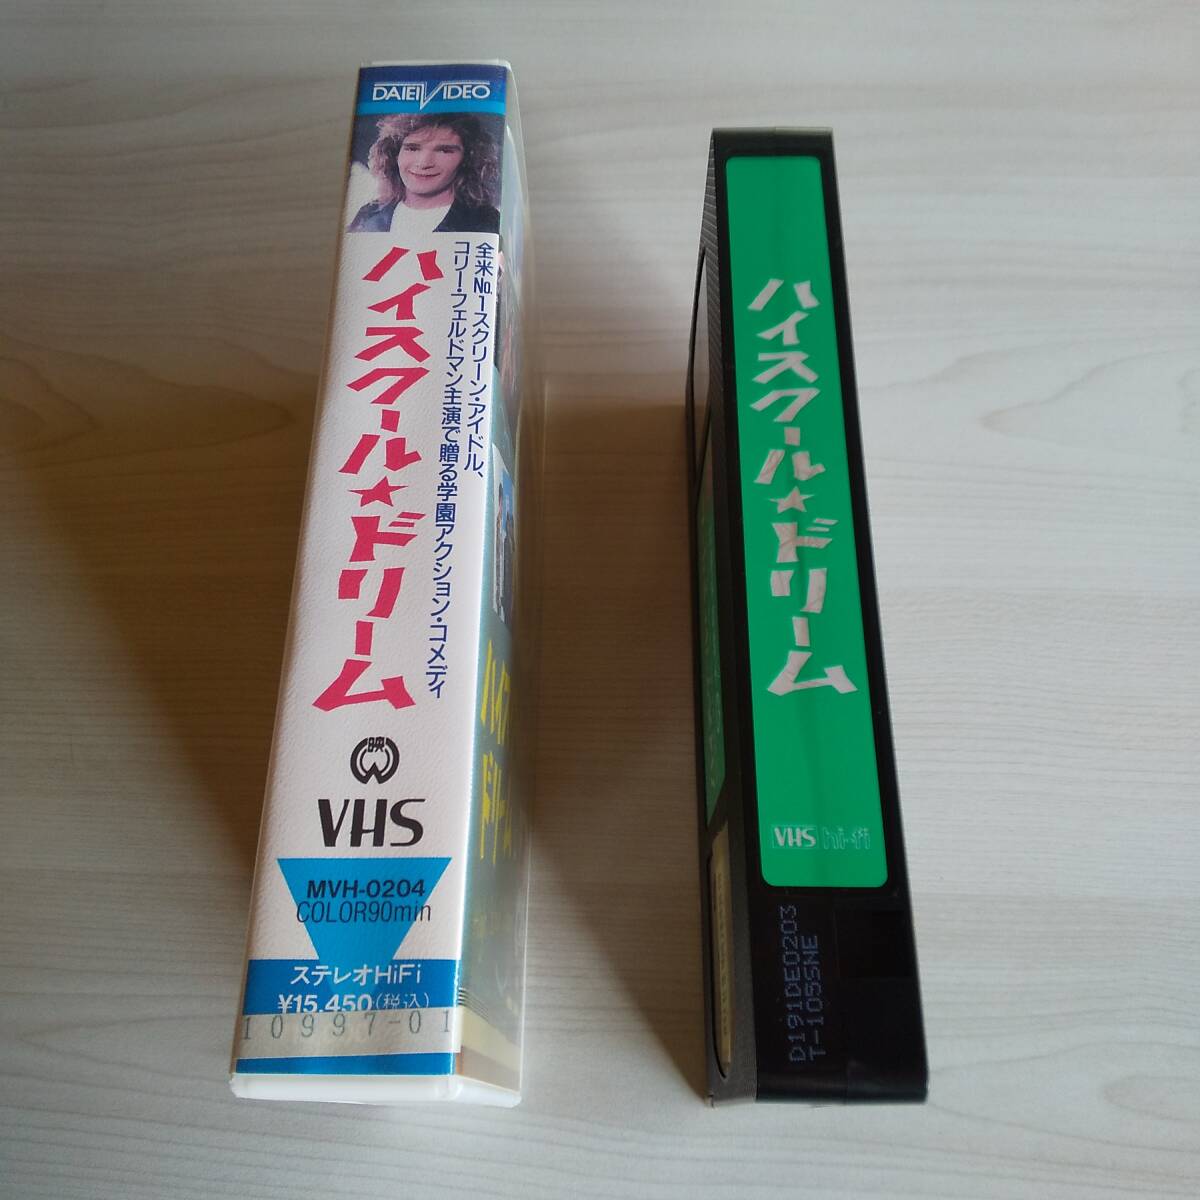 DAIEI VIDEO
全米No.1スクリーン・アイドル、
コリー・フェルドマン主演で贈る学園アクション・コメディ
ハイスクール★ドリーム
映
VHS
MVH-0204
COLOR90min
ステレオHiFi
¥15,450(税込)
10997-01
ハイスクール★ドリーム
VHS hi-fi
D191DE0203
T-105SNE